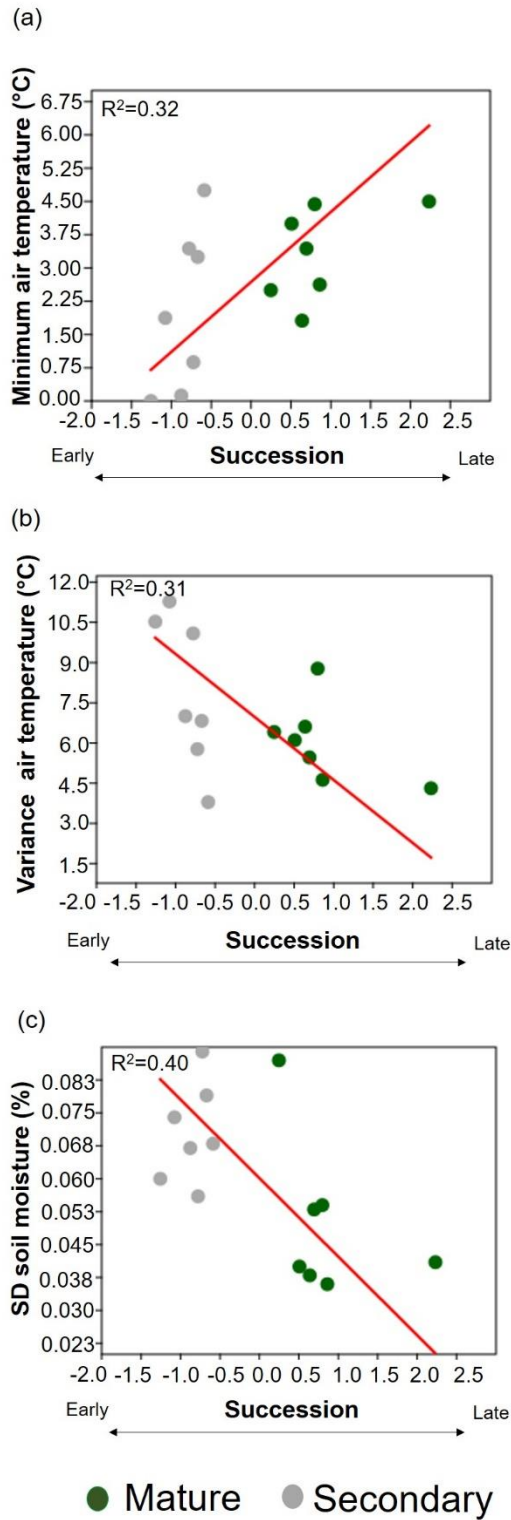 (a)
Minimum air temperature (°C)
R²=0.32
6.75
6.00
5.25
4.50
3.75
3.00
2.25
1.50
0.75
0.00
-2.0 -1.5 -1.0 -0.5 0.0 0.5 1.0 1.5 2.0 2.5
Early Succession Late
(b)
Variance air temperature (°C)
R²=0.31
12.0
10.5
9.0
7.5
6.0
4.5
3.0
1.5
-2.0 -1.5 -1.0 -0.5 0.0 0.5 1.0 1.5 2.0 2.5
Early Succession Late
(c)
SD soil moisture (%)
R²=0.40
0.083
0.075
0.068
0.060
0.053
0.045
0.038
0.030
0.023
-2.0 -1.5 -1.0 -0.5 0.0 0.5 1.0 1.5 2.0 2.5
Early Succession Late
Mature Secondary